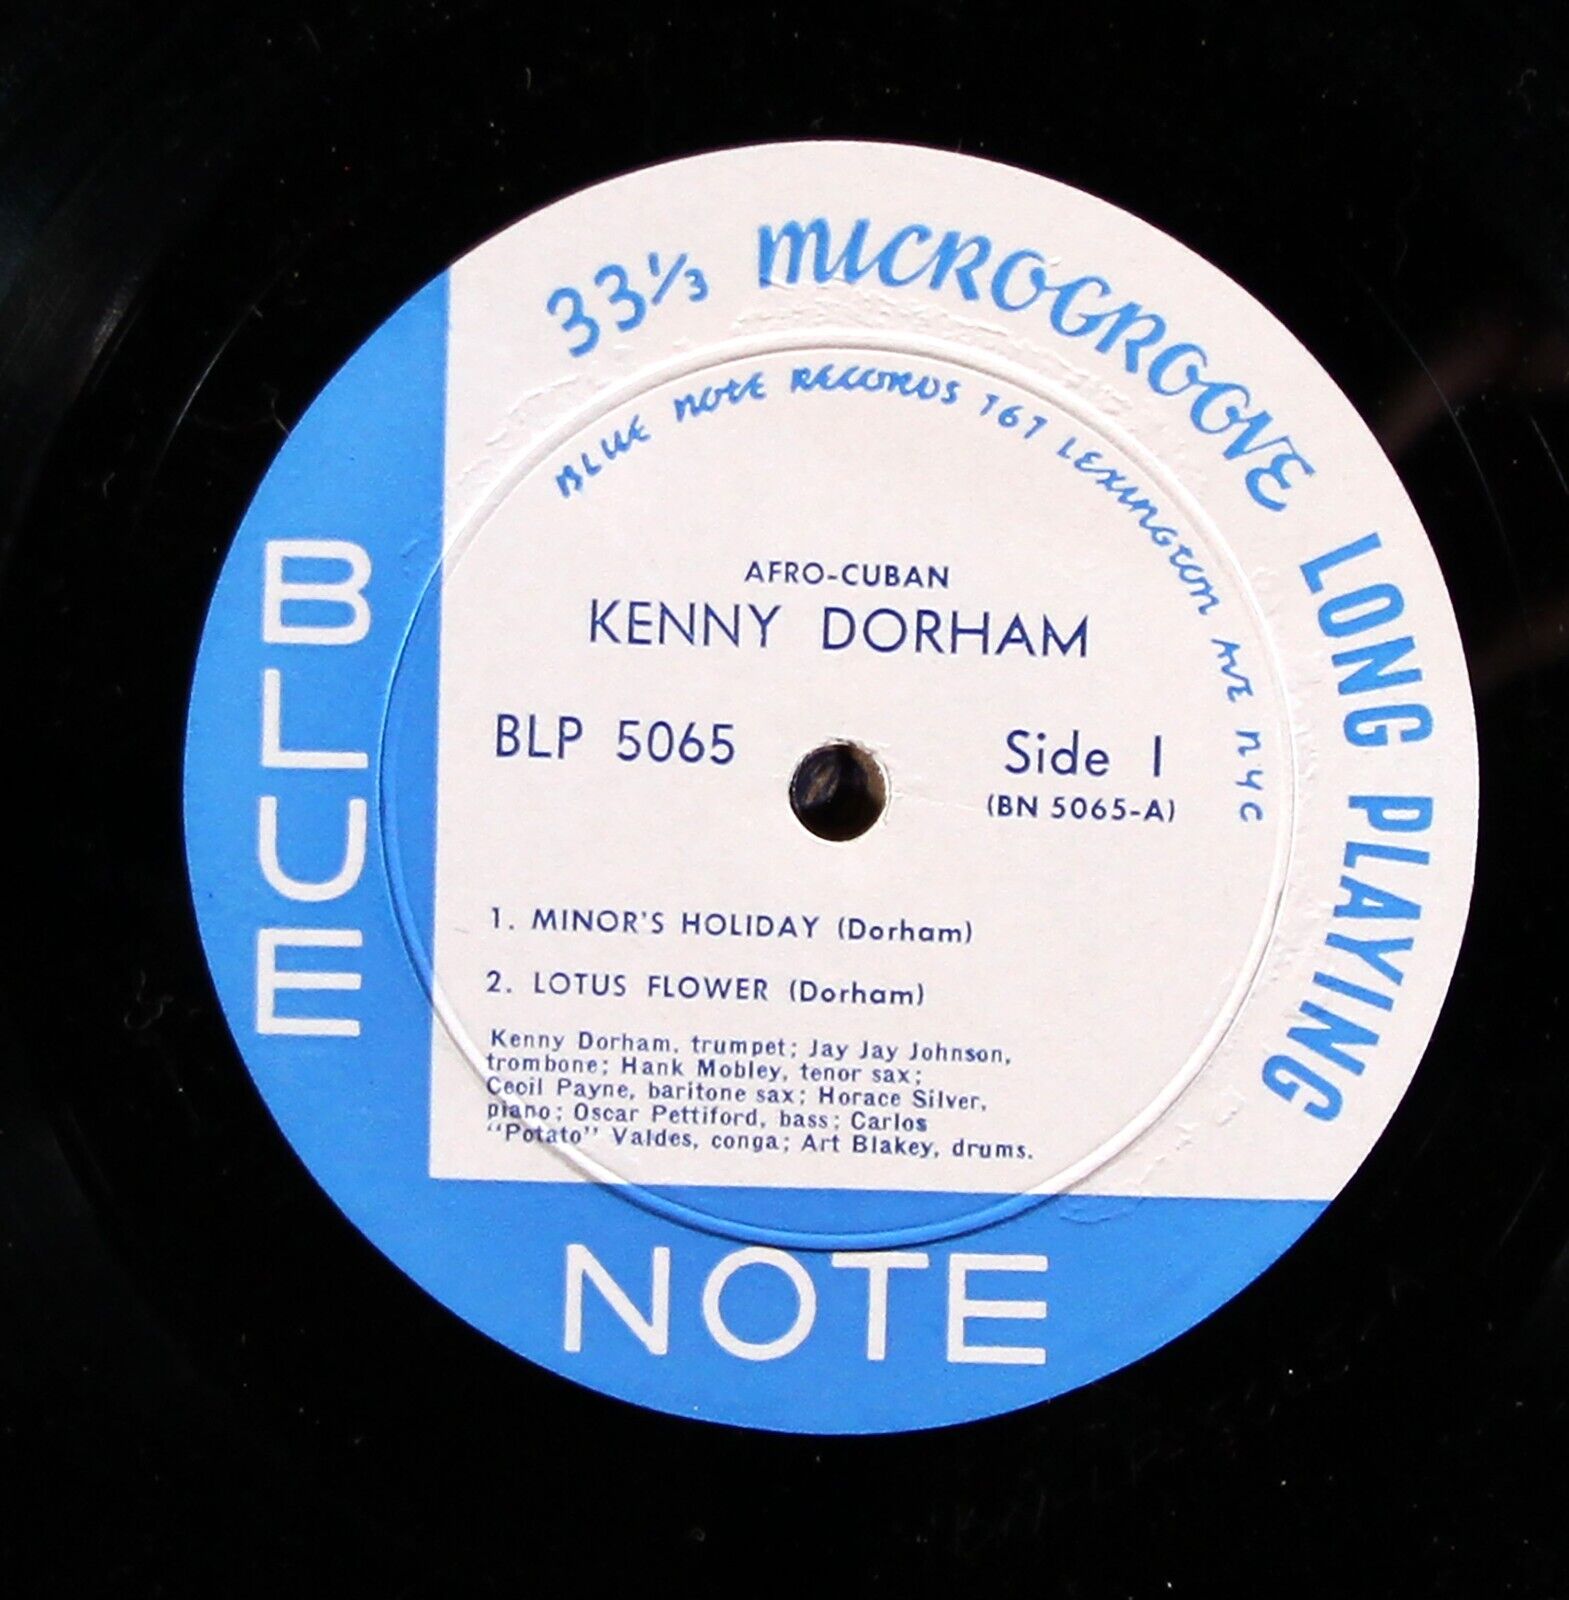 33⅓ MICROGROOVE LONG PLAYING
BLUE NOTE RECORDS 767 LEXINGTON AVE NYC
AFRO-CUBAN
KENNY DORHAM
BLP 5065
Side 1
(BN 5065-A)
1. MINOR'S HOLIDAY (Dorham)
2. LOTUS FLOWER (Dorham)
Kenny Dorham, trumpet; Jay Jay Johnson,
trombone; Hank Mobley, tenor sax;
Cecil Payne, baritone sax; Horace Silver,
piano; Oscar Pettiford, bass; Carlos
"Potato" Valdes, conga; Art Blakey, drums.
BLUE
NOTE